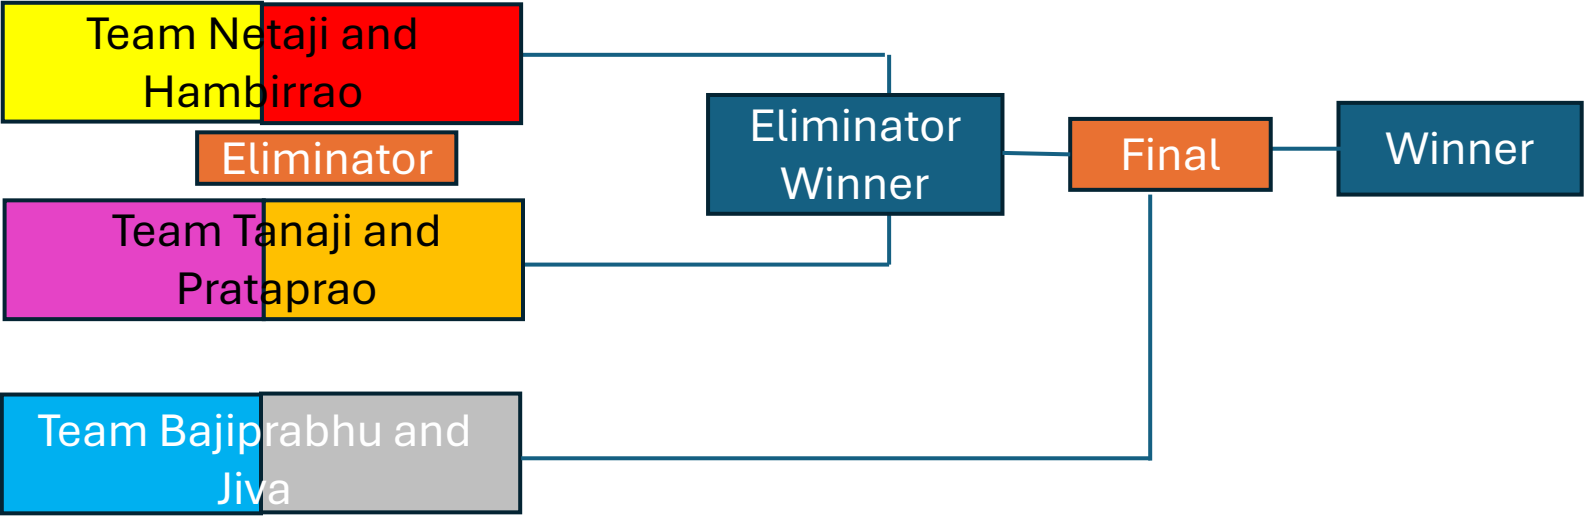 Team Netaji and
Hambirrao
Eliminator
Team Tanaji and
Prataprao
Team Bajiprabhu and
Jiva
Eliminator
Winner
Final
Winner